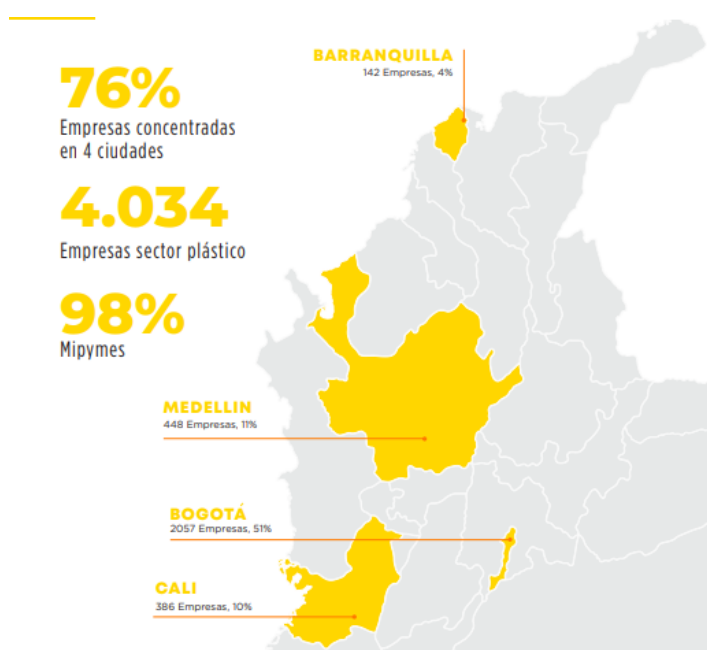 76%
Empresas concentradas
en 4 ciudades
4.034
Empresas sector plástico
98%
Mipymes
BARRANQUILLA
142 Empresas, 4%
MEDELLIN
448 Empresas, 11%
BOGOTÁ
2057 Empresas, 51%
CALI
386 Empresas, 10%